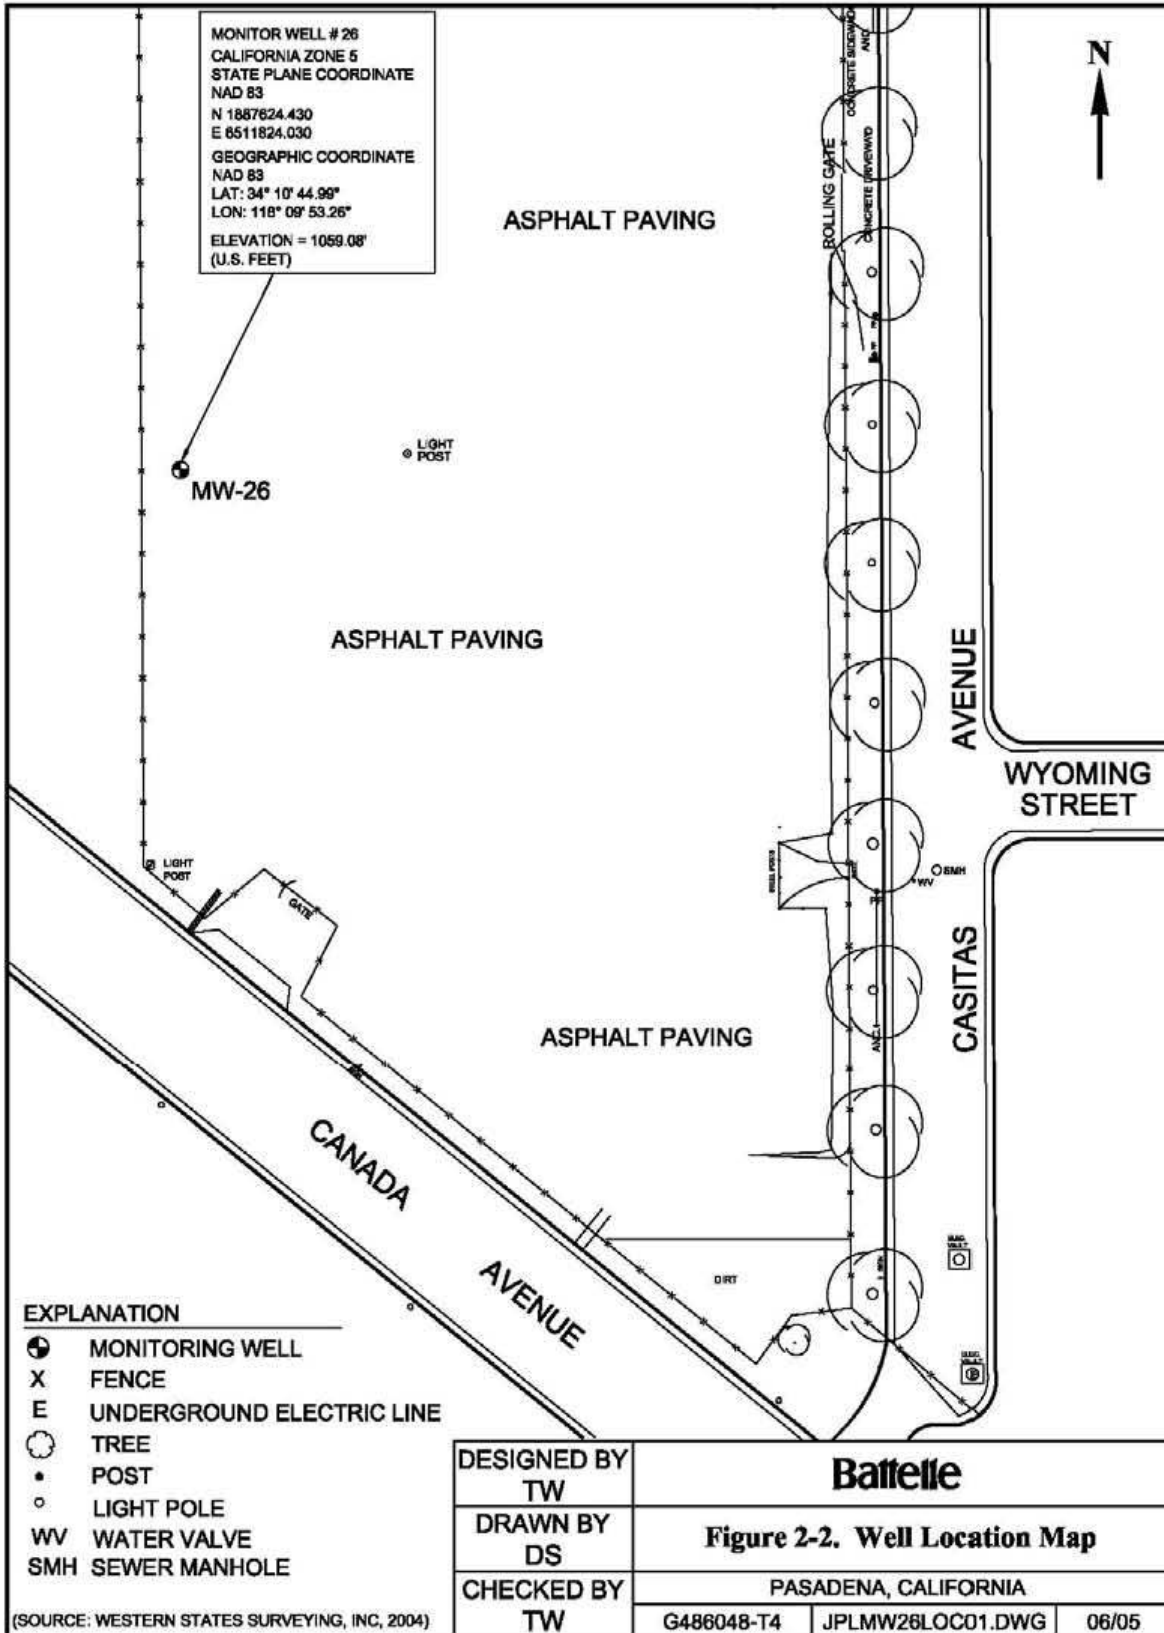 MONITOR WELL # 26
CALIFORNIA ZONE 5
STATE PLANE COORDINATE
NAD 83
N 1887624.430
E 6511824.030
GEOGRAPHIC COORDINATE
NAD 83
LAT: 34° 10' 44.99"
LON: 118° 09' 53.26"
ELEVATION = 1059.08'
(U.S. FEET)
N
CONCRETE SIDEWALK
AND
CONCRETE DRIVEWAY
ROLLING GATE
ASPHALT PAVING
LIGHT
POST
MW-26
ASPHALT PAVING
AVENUE
WYOMING
STREET
LIGHT
POST
GATE
SMH
WV
CASITAS
ASPHALT PAVING
CANADA
AVENUE
DIRT
EXPLANATION
MONITORING WELL
X FENCE
E UNDERGROUND ELECTRIC LINE
TREE
POST
LIGHT POLE
WV WATER VALVE
SMH SEWER MANHOLE
(SOURCE: WESTERN STATES SURVEYING, INC, 2004)
DESIGNED BY
TW
DRAWN BY
DS
CHECKED BY
TW
Battelle
Figure 2-2. Well Location Map
PASADENA, CALIFORNIA
G486048-T4 JPLMW26LOC01.DWG 06/05